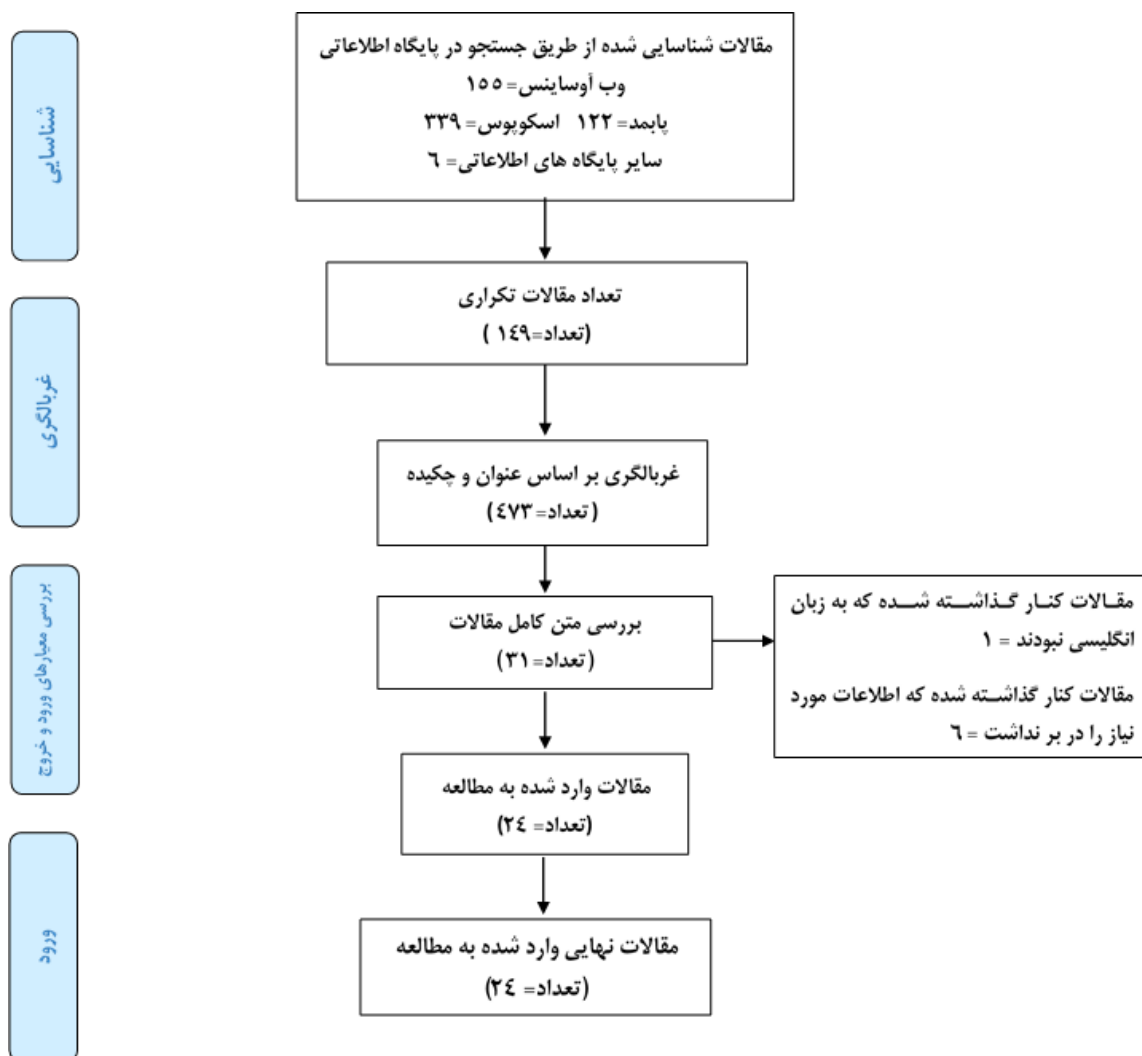 مقالات شناسایی شده از طریق جستجو در پایگاه اطلاعاتی
وب آوساینس= ۱۵۵
پابمد= ۱۲۲ اسکوپوس= ۳۳۹
سایر پایگاه های اطلاعاتی= ٦
شناسایی
تعداد مقالات تکراری
(تعداد=۱٤۹ )
غربالگری
غربالگری بر اساس عنوان و چکیده
(تعداد= ٤٧۳)
بررسی متن کامل مقالات
(تعداد=۳۱)
مقالات کنار گذاشته شده که به زبان
انگلیسی نبودند = ۱
مقالات کنار گذاشته شده که اطلاعات مورد
نیاز را در بر نداشت = ٦
بررسی معیارهای ورود و خروج
مقالات وارد شده به مطالعه
(تعداد= ۲٤)
ورود
مقالات نهایی وارد شده به مطالعه
(تعداد= ۲٤)